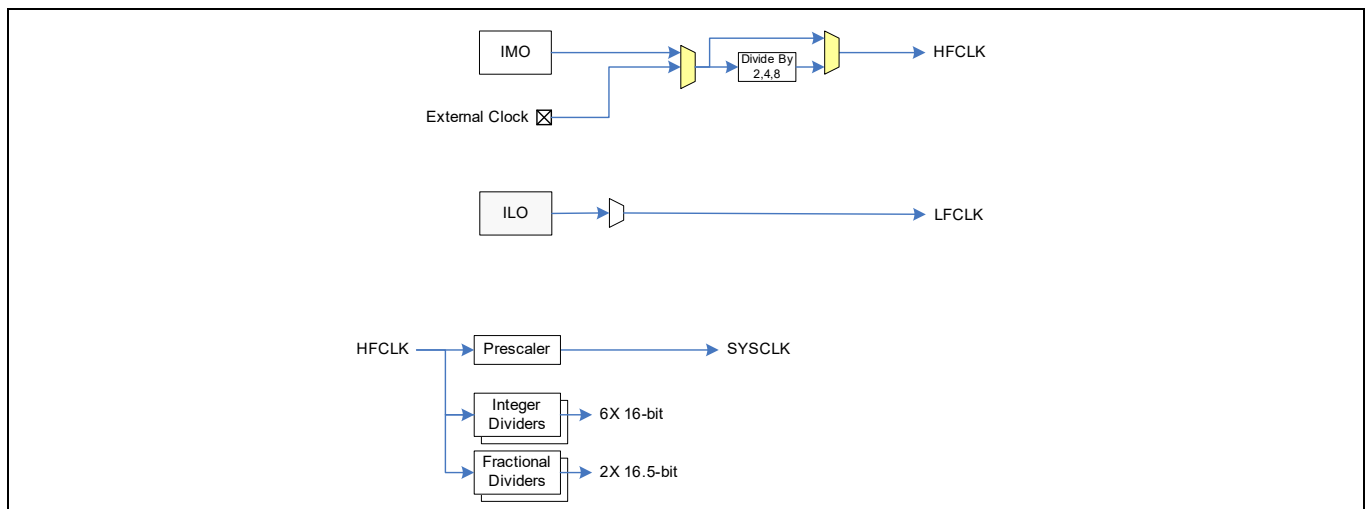 IMO
Divide By
2,4,8
HFCLK
External Clock
ILO
LFCLK
HFCLK
Prescaler
SYSCLK
Integer
Dividers
6X 16-bit
Fractional
Dividers
2X 16.5-bit